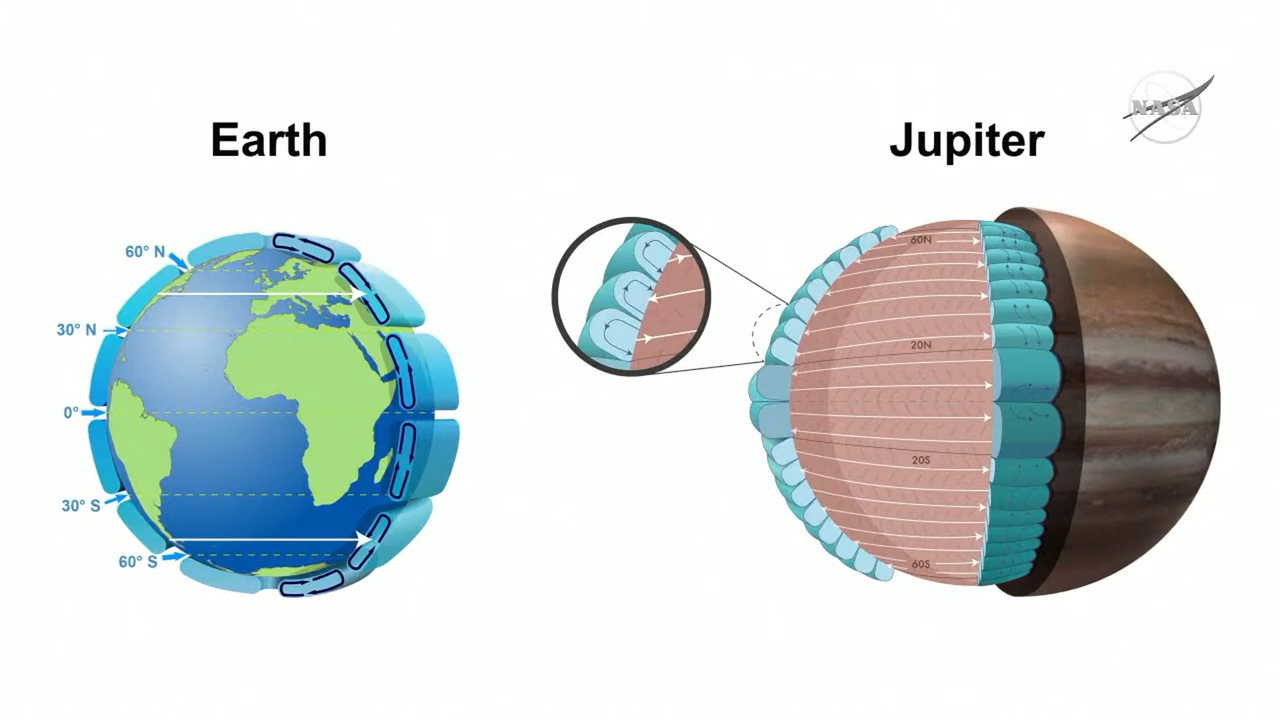 Earth
Jupiter
NASA
60° N
30° N
0°
30° S
60° S
60N
20N
20S
60S